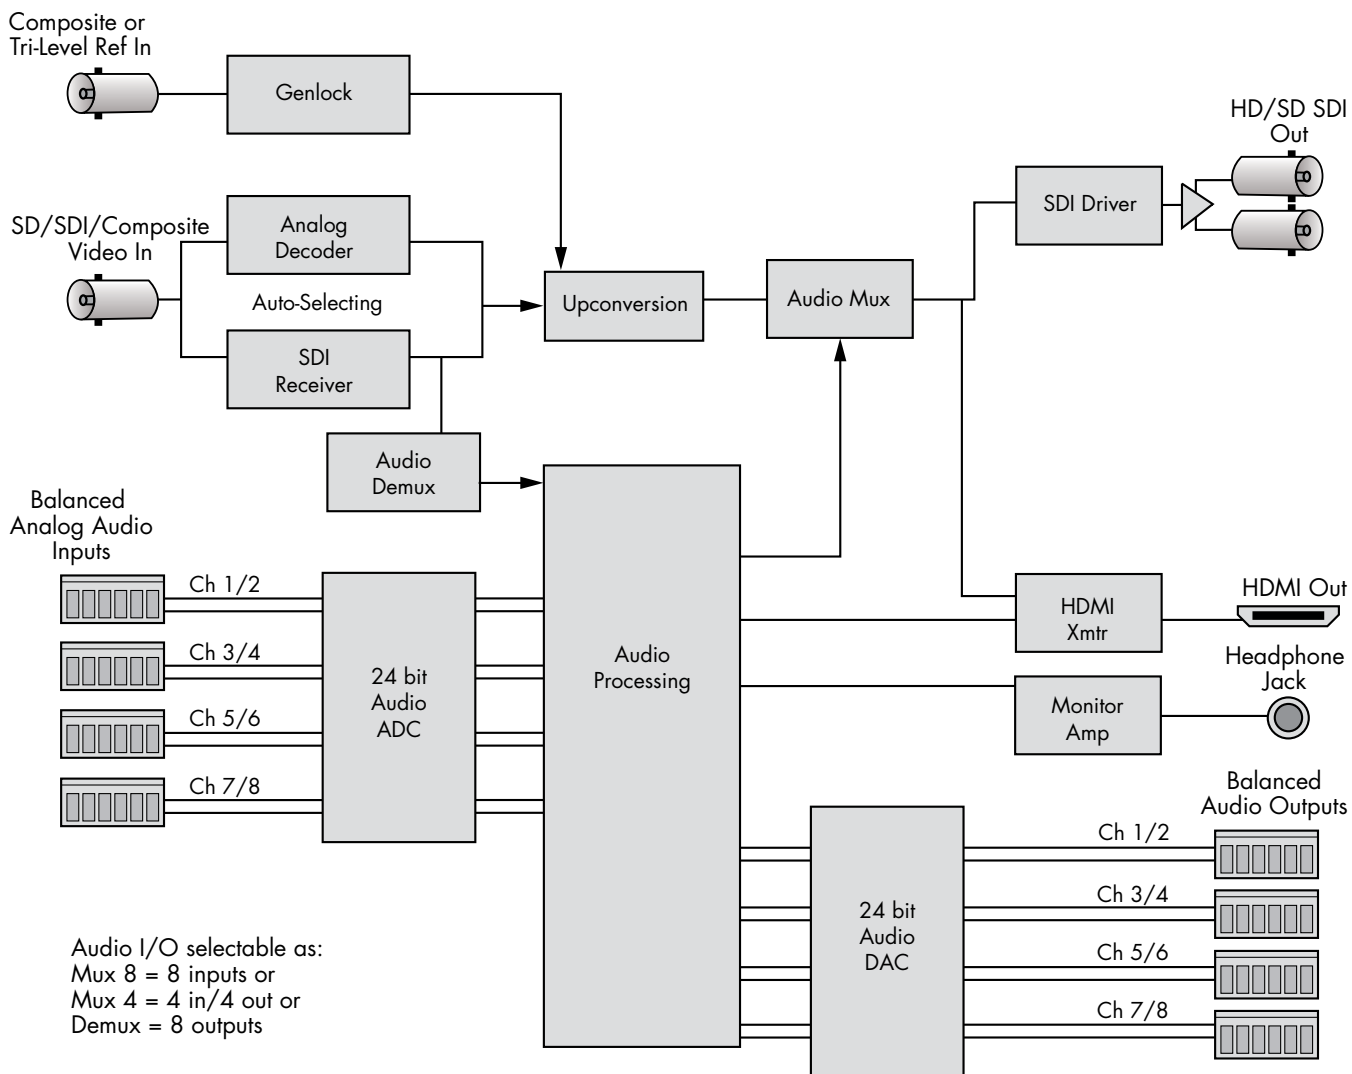 Composite or
Tri-Level Ref In
Genlock
HD/SD SDI
Out
SDI Driver
SD/SDI/Composite
Video In
Analog
Decoder
Auto-Selecting
Upconversion
Audio Mux
SDI
Receiver
Audio
Demux
Balanced
Analog Audio
Inputs
Ch 1/2
Ch 3/4
Ch 5/6
Ch 7/8
24 bit
Audio
ADC
Audio
Processing
HDMI
Xmtr
HDMI Out
Headphone
Jack
Monitor
Amp
Balanced
Audio Outputs
Ch 1/2
Ch 3/4
Ch 5/6
Ch 7/8
24 bit
Audio
DAC
Audio I/O selectable as:
Mux 8 = 8 inputs or
Mux 4 = 4 in/4 out or
Demux = 8 outputs